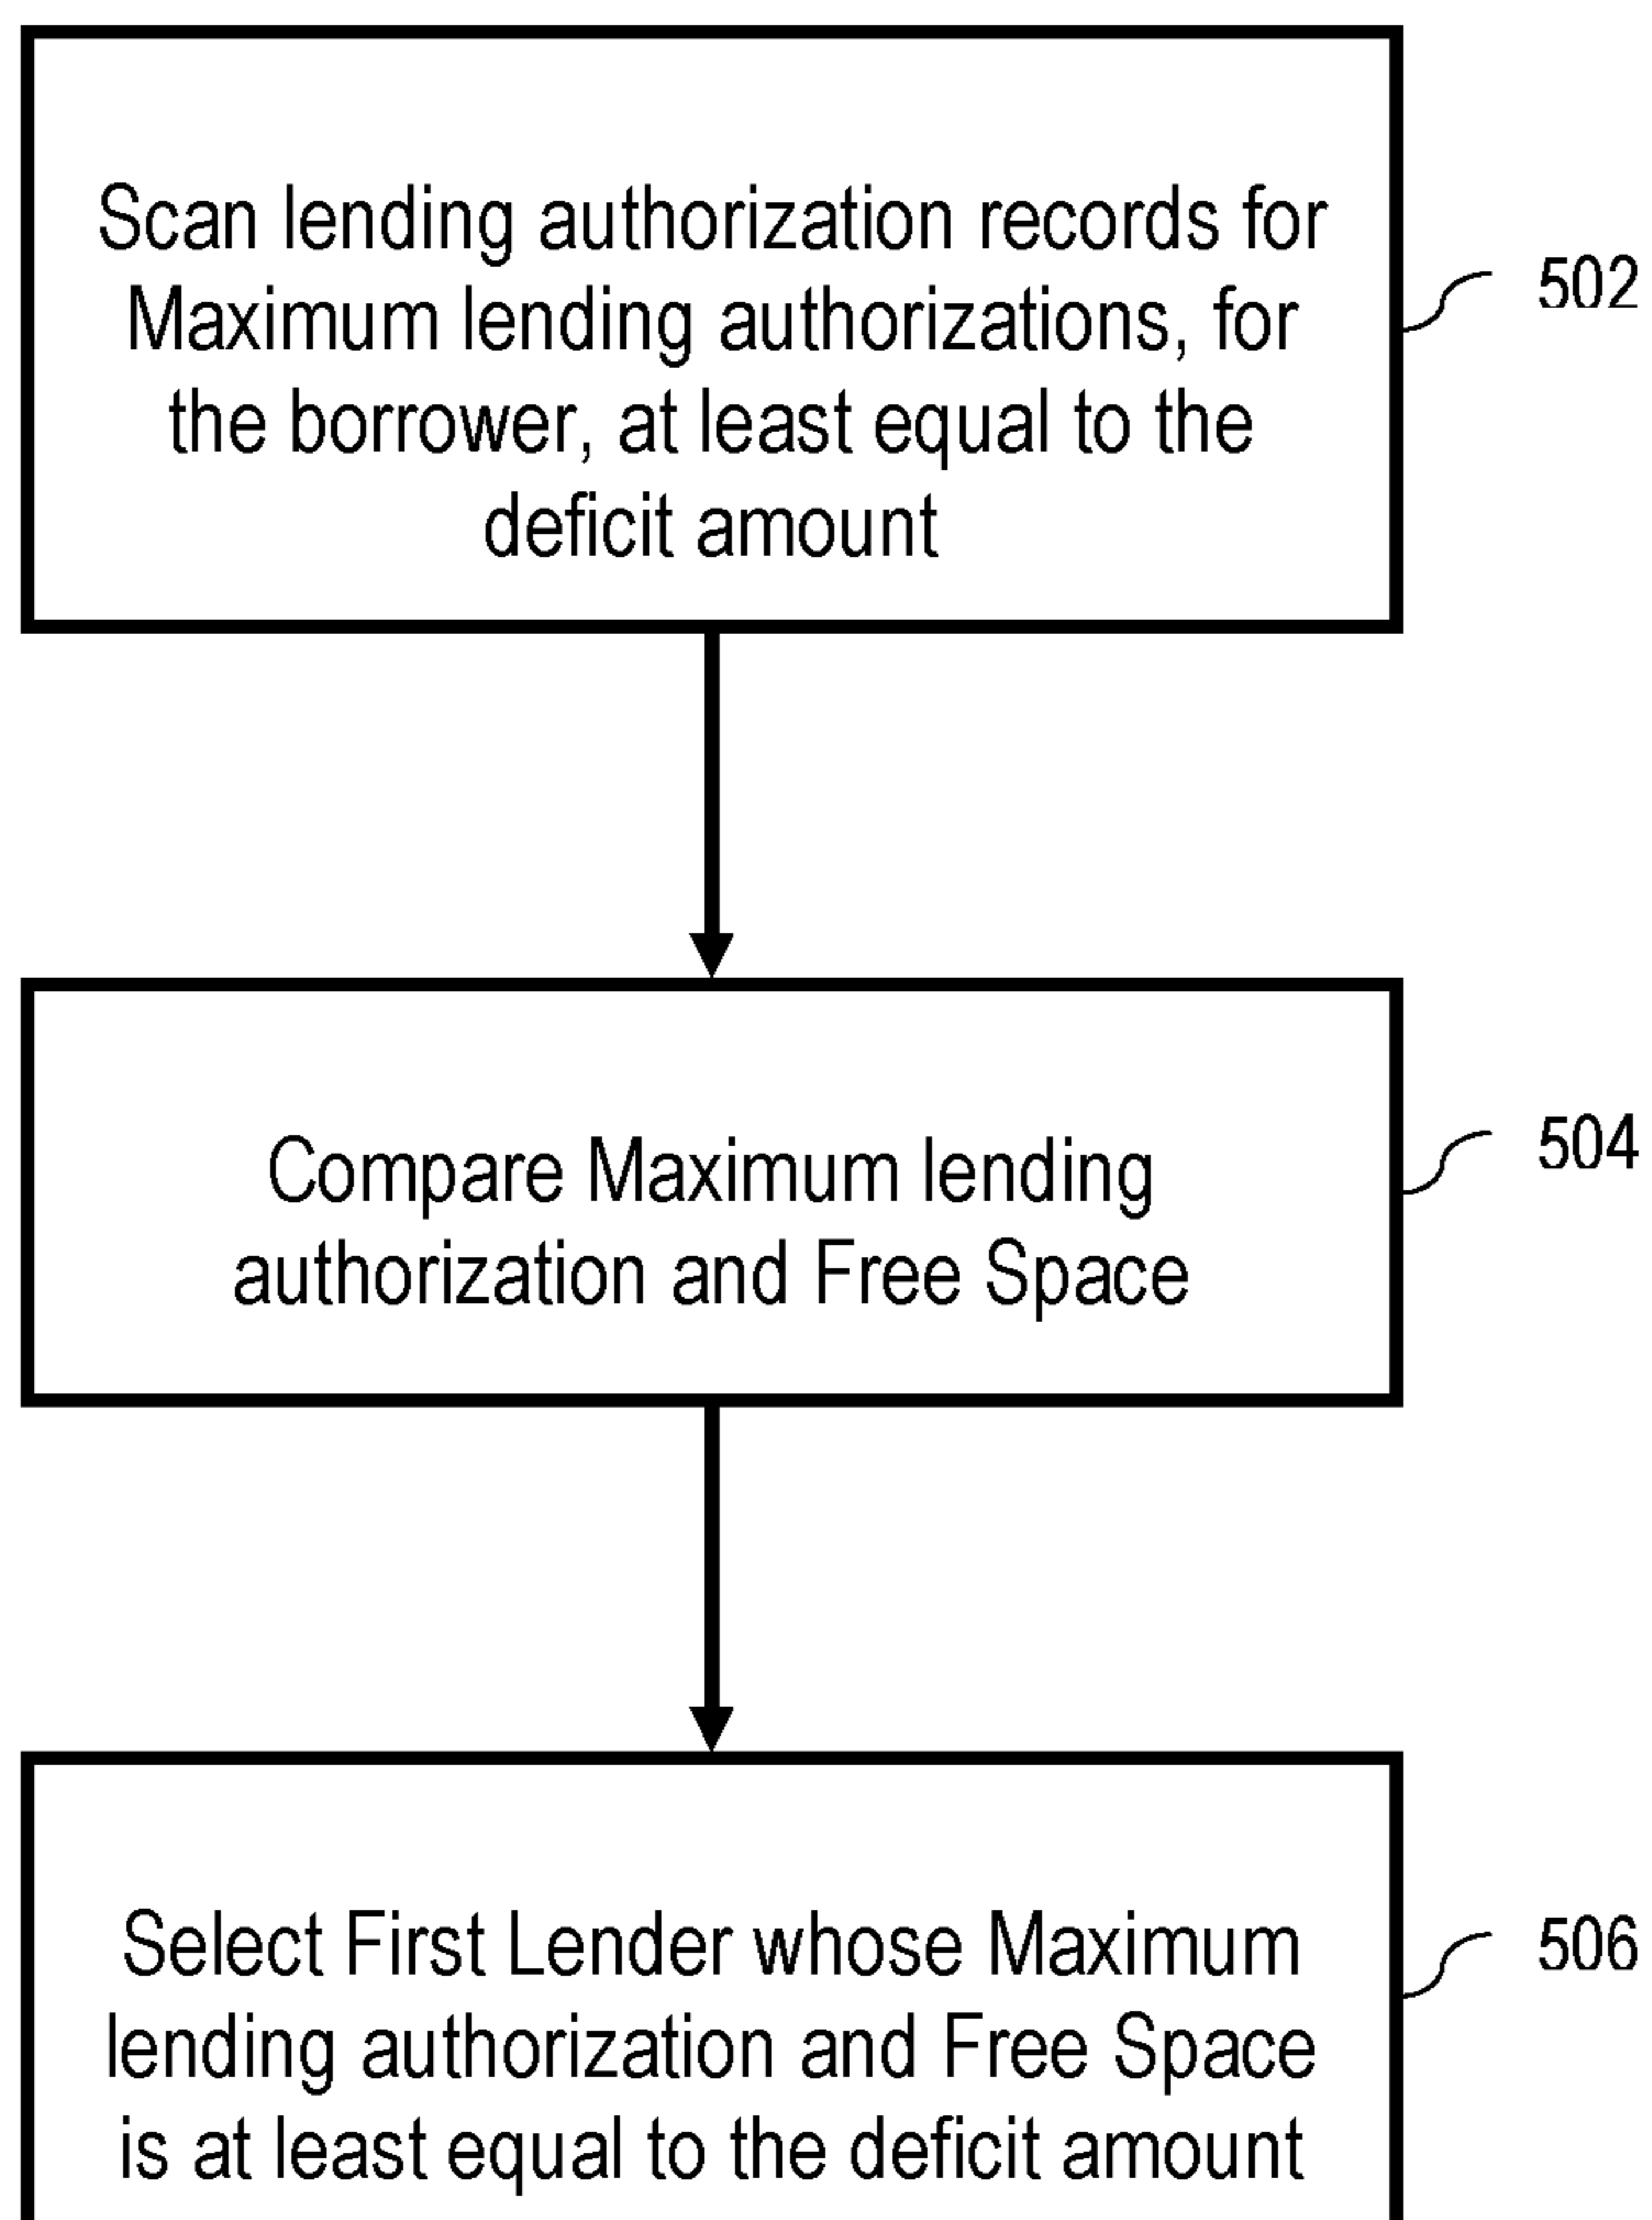 Scan lending authorization records for
Maximum lending authorizations, for
the borrower, at least equal to the
deficit amount
502
Compare Maximum lending
authorization and Free Space
504
Select First Lender whose Maximum
lending authorization and Free Space
is at least equal to the deficit amount
506